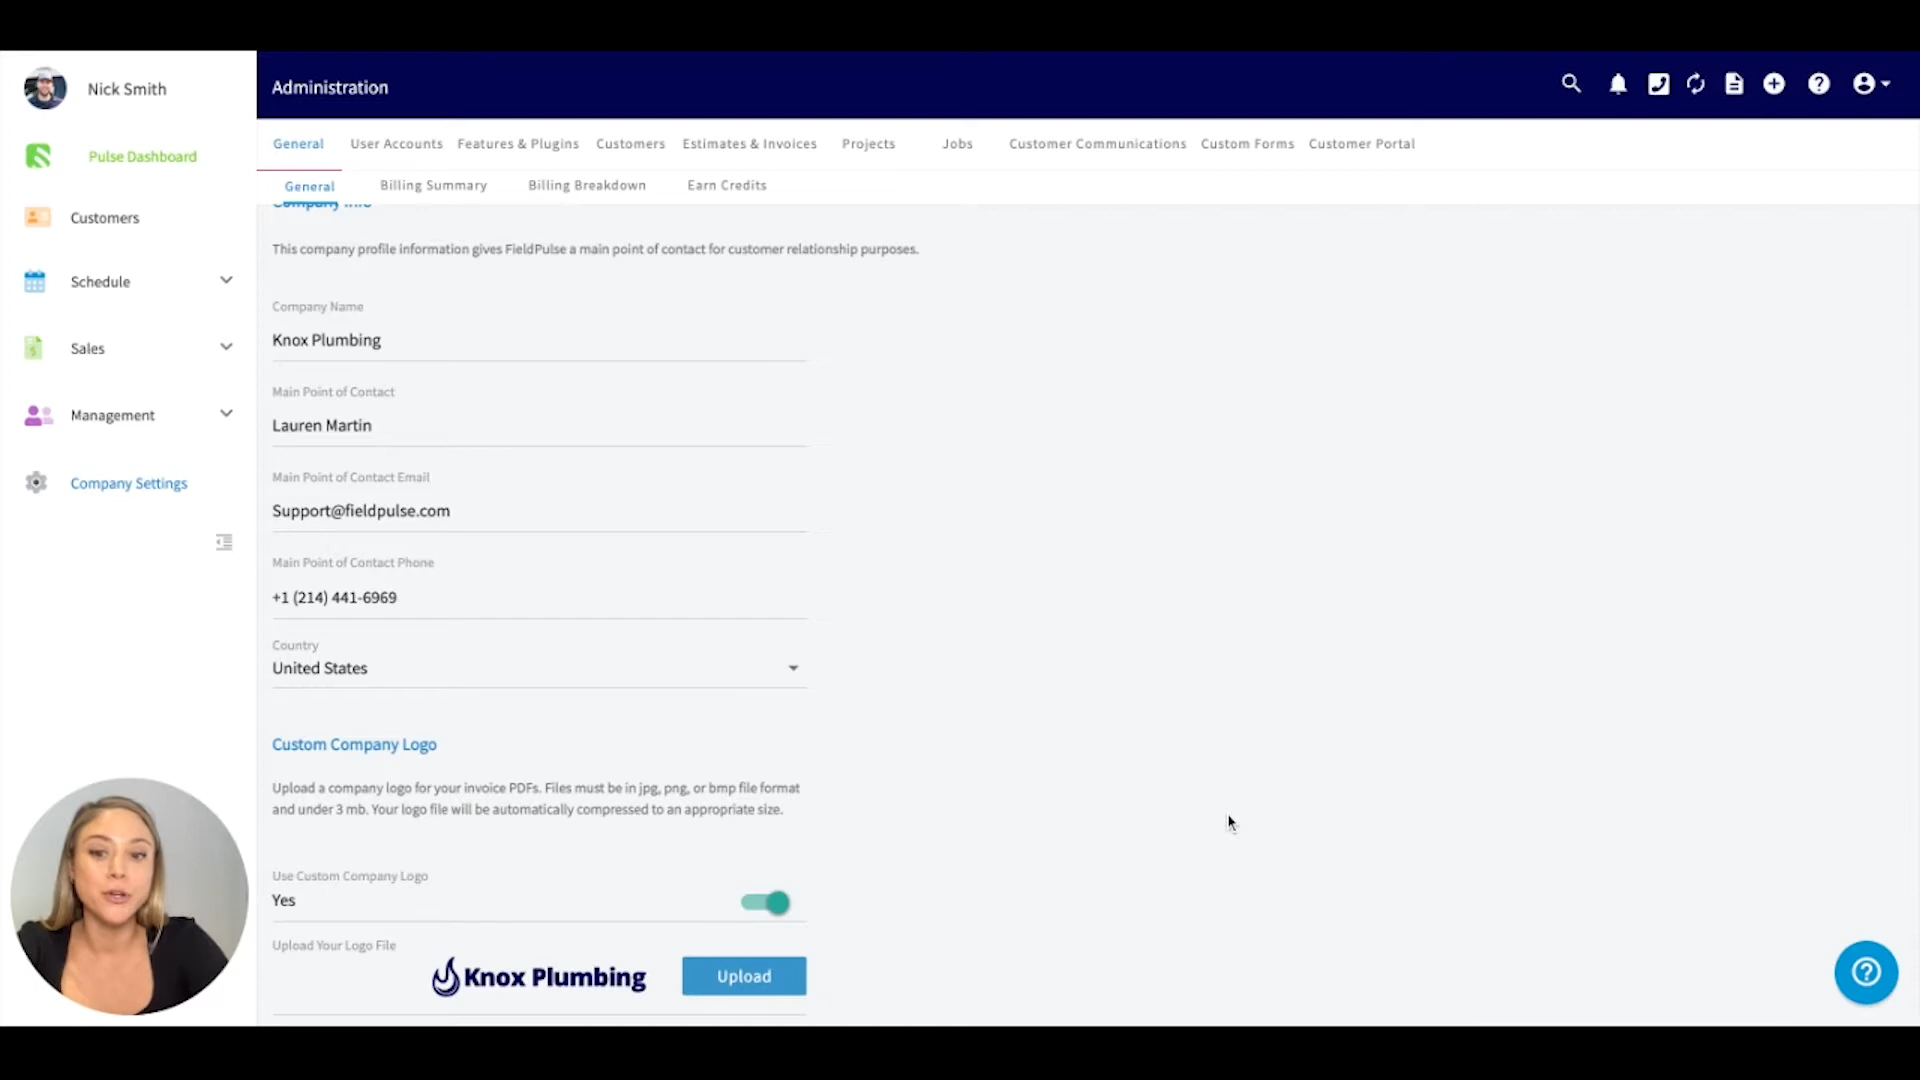 Nick Smith
Administration
Pulse Dashboard
Customers
Schedule
Sales
Management
Company Settings
General User Accounts Features & Plugins Customers Estimates & Invoices Projects Jobs Customer Communications Custom Forms Customer Portal
General Billing Summary Billing Breakdown Earn Credits
Company Info
This company profile information gives FieldPulse a main point of contact for customer relationship purposes.
Company Name
Knox Plumbing
Main Point of Contact
Lauren Martin
Main Point of Contact Email
Support@fieldpulse.com
Main Point of Contact Phone
+1 (214) 441-6969
Country
United States
Custom Company Logo
Upload a company logo for your invoice PDFs. Files must be in jpg, png, or bmp file format
and under 3 mb. Your logo file will be automatically compressed to an appropriate size.
Use Custom Company Logo
Yes
Upload Your Logo File
Knox Plumbing
Upload